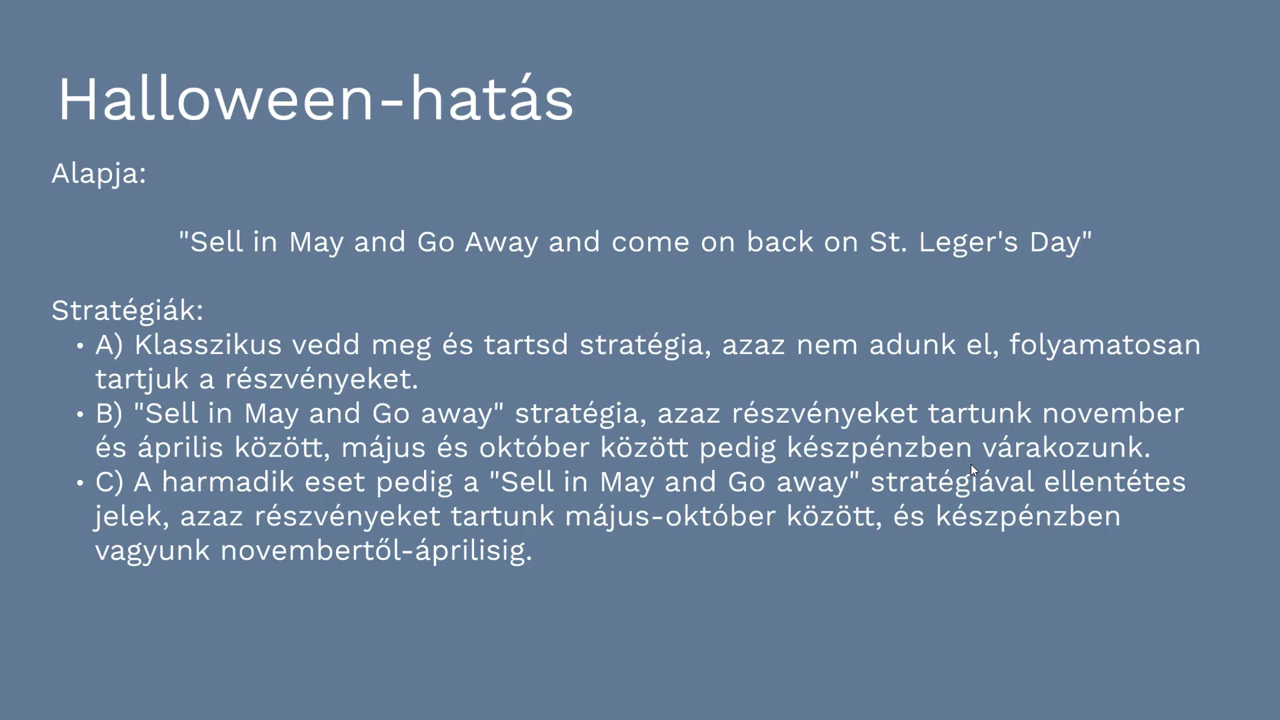 Halloween-hatás
Alapja:
"Sell in May and Go Away and come on back on St. Leger's Day"
Stratégiák:
• A) Klasszikus vedd meg és tartsd stratégia, azaz nem adunk el, folyamatosan
tartjuk a részvényeket.
• B) "Sell in May and Go away" stratégia, azaz részvényeket tartunk november
és április között, május és október között pedig készpénzben várakozunk.
• C) A harmadik eset pedig a "Sell in May and Go away" stratégiával ellentétes
jelek, azaz részvényeket tartunk május-október között, és készpénzben
vagyunk novembertől-áprilisig.